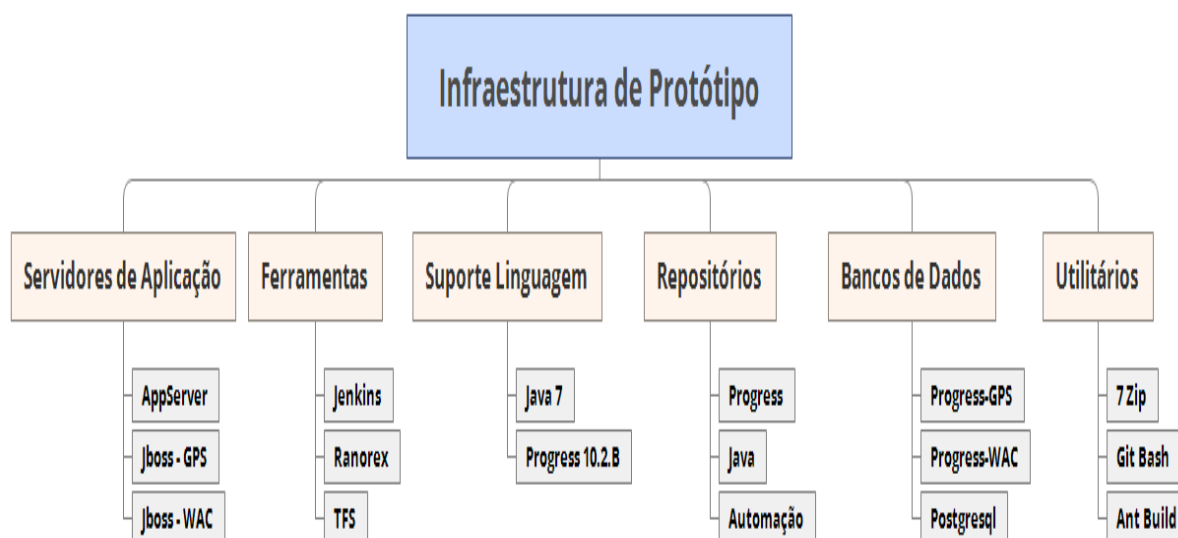 Infraestrutura de Protótipo
Servidores de Aplicação
Ferramentas
Suporte Linguagem
Repositórios
Bancos de Dados
Utilitários
AppServer
Jenkins
Java 7
Progress
Progress-GPS
7 Zip
Jboss - GPS
Ranorex
Progress 10.2.B
Java
Progress-WAC
Git Bash
Jboss - WAC
TFS
Automação
Postgresql
Ant Build